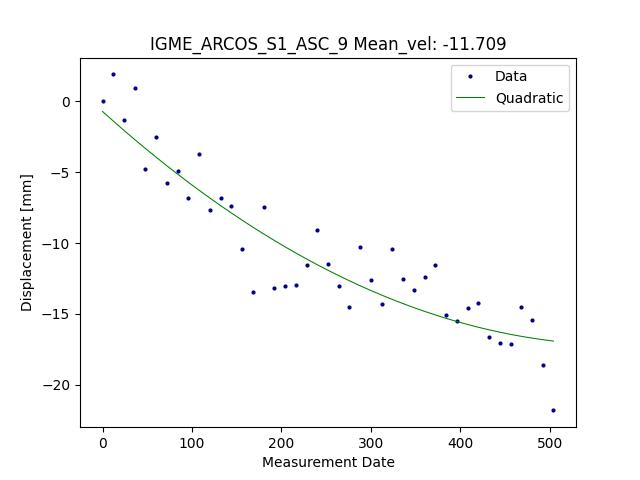 IGME_ARCOS_S1_ASC_9 Mean_vel: -11.709
Data
Quadratic
0
−5
−10
−15
−20
Displacement [mm]
0 100 200 300 400 500
Measurement Date